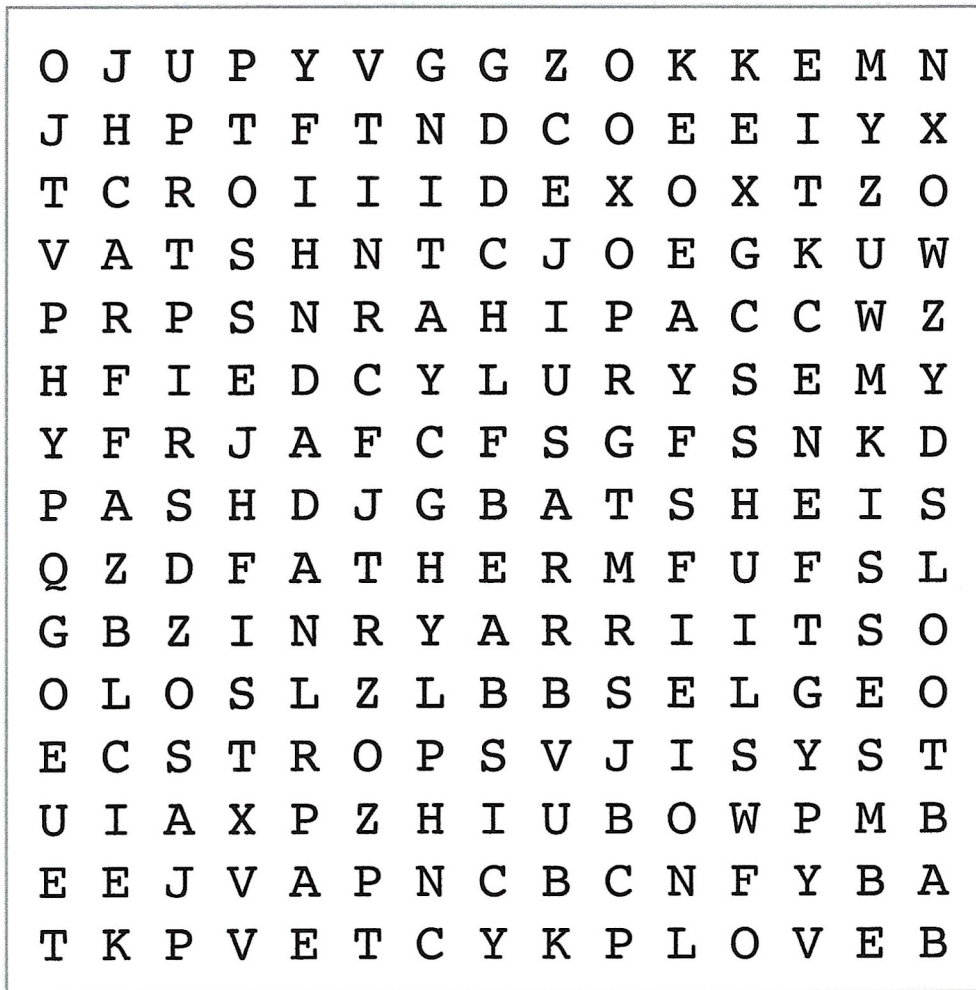 O J U P Y V G G Z O K K E M N
J H P T F T N D C O E E I Y X
T C R O I I I D E X O X T Z O
V A T S H N T C J O E G K U W
P R P S N R A H I P A C C W Z
H F I E D C Y L U R Y S E M Y
Y F R J A F C F S G F S N K D
P A S H D J G B A T S H E I S
Q Z D F A T H E R M F U F S L
G B Z I N R Y A R R I I T S O
O L O S L Z L B B S E L G E O
E C S T R O P S V J I S Y S T
U I A X P Z H I U B O W P M B
E E J V A P N C B C N F Y B A
T K P V E T C Y K P L O V E B